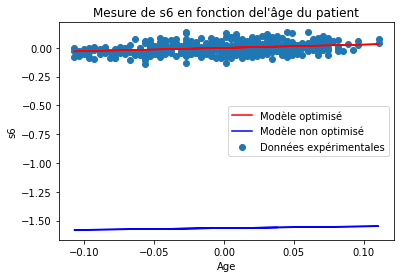 Mesure de s6 en fonction del'âge du patient
0.00
−0.25
−0.50
−0.75
−1.00
−1.25
−1.50
s6
Modèle optimisé
Modèle non optimisé
Données expérimentales
−0.10
−0.05
0.00
0.05
0.10
Age